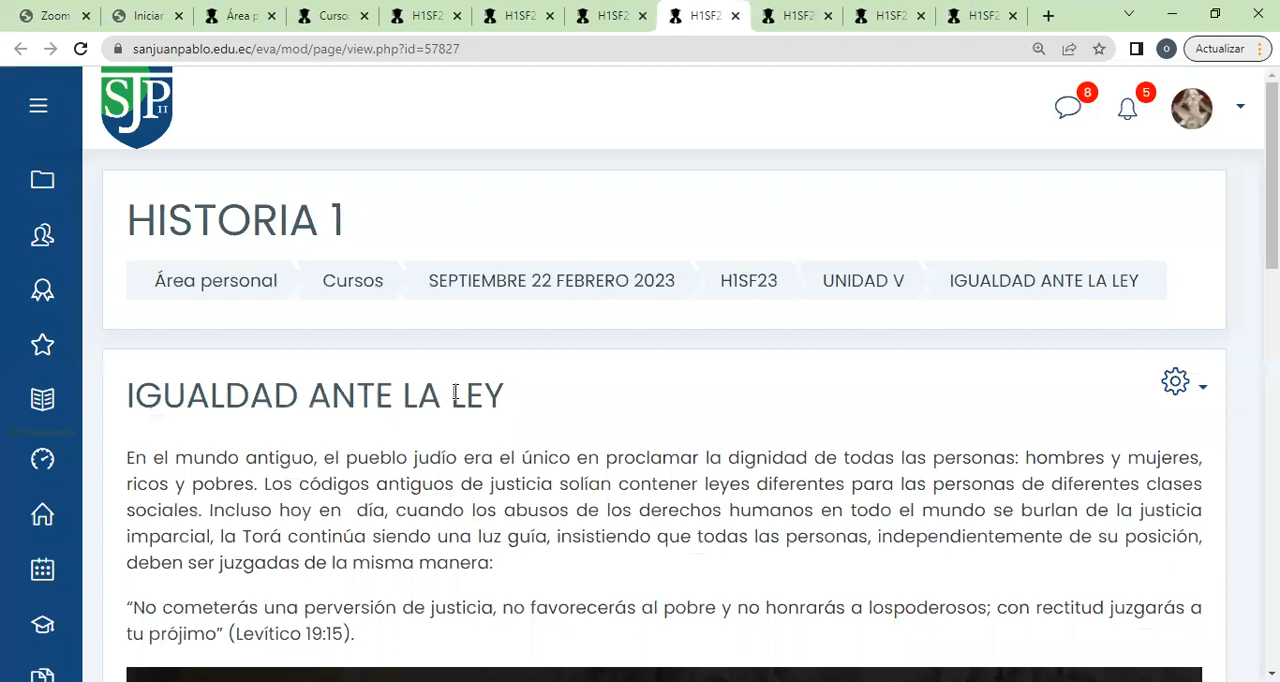 Zoom
Iniciar
Área p
Curso:
H1SF2
H1SF2
H1SF2
H1SF2
H1SF2
H1SF2
H1SF2
sanjuanpablo.edu.ec/eva/mod/page/view.php?id=57827
o
Actualizar
SJP
II
8
5
HISTORIA 1
Área personal
Cursos
SEPTIEMBRE 22 FEBRERO 2023
H1SF23
UNIDAD V
IGUALDAD ANTE LA LEY
IGUALDAD ANTE LA LEY
En el mundo antiguo, el pueblo judío era el único en proclamar la dignidad de todas las personas: hombres y mujeres,
ricos y pobres. Los códigos antiguos de justicia solían contener leyes diferentes para las personas de diferentes clases
sociales. Incluso hoy en día, cuando los abusos de los derechos humanos en todo el mundo se burlan de la justicia
imparcial, la Torá continúa siendo una luz guía, insistiendo que todas las personas, independientemente de su posición,
deben ser juzgadas de la misma manera:
“No cometerás una perversión de justicia, no favorecerás al pobre y no honrarás a lospoderosos; con rectitud juzgarás a
tu prójimo” (Levítico 19:15).